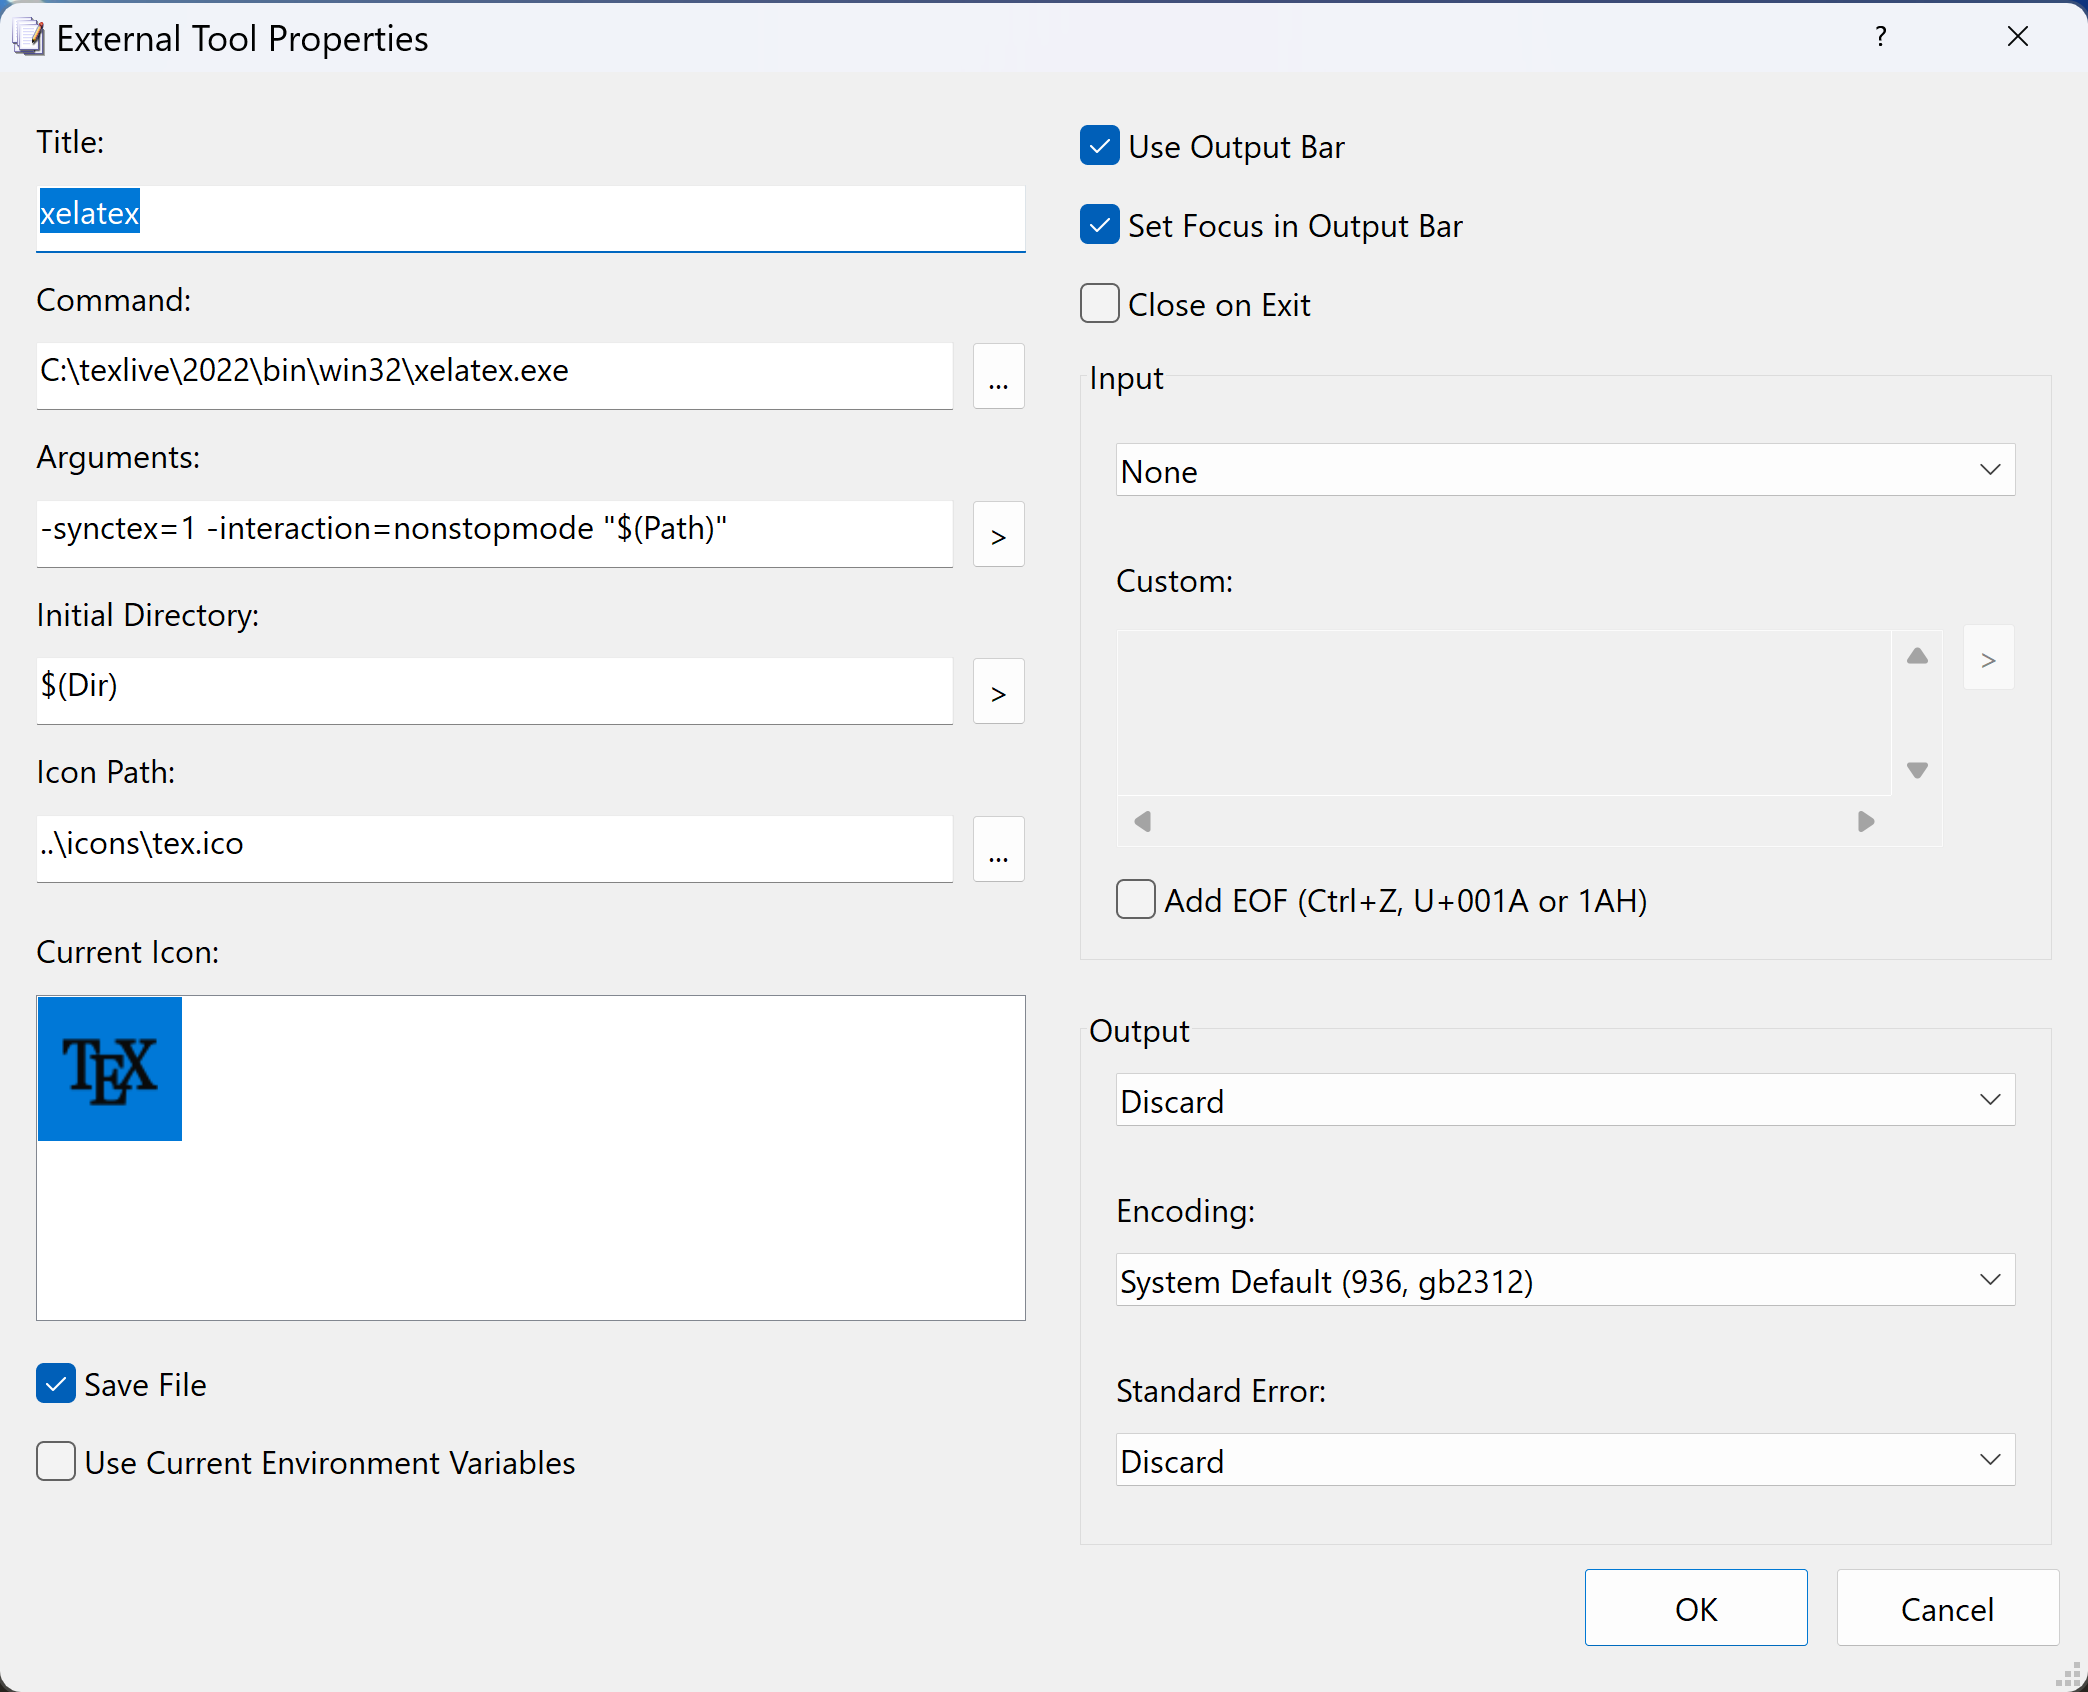 External Tool Properties
?
Title:
xelatex
Command:
C:\texlive\2022\bin\win32\xelatex.exe
...
Arguments:
-synctex=1 -interaction=nonstopmode "$(Path)"
>
Initial Directory:
$(Dir)
>
Icon Path:
..\icons\tex.ico
...
Current Icon:
TEX
Save File
Use Current Environment Variables
Use Output Bar
Set Focus in Output Bar
Close on Exit
Input
None
Custom:
>
Add EOF (Ctrl+Z, U+001A or 1AH)
Output
Discard
Encoding:
System Default (936, gb2312)
Standard Error:
Discard
OK
Cancel